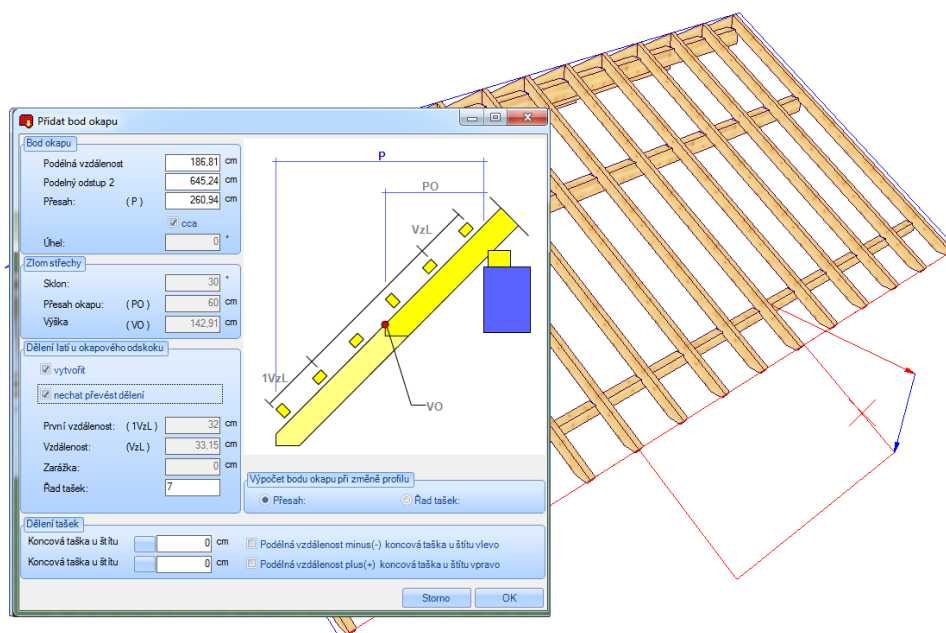 Přidat bod okapu
Bod okapu
Podélná vzdálenost 186,81 cm
Podelný odstup 2 645,24 cm
Přesah: ( P ) 260,94 cm
cca
Úhel: 0 °
Zlom střechy
Sklon: 30 °
Přesah okapu: ( PO ) 60 cm
Výška ( VO ) 142,91 cm
Dělení latí u okapového odskoku
vytvořit
nechat převést dělení
První vzdálenost: ( 1VzL ) 32 cm
Vzdálenost: (VzL ) 33,15 cm
Zarážka: 0 cm
Řad tašek: 7
P
PO
VzL
1VzL
VO
Výpočet bodu okapu při změně profilu
Přesah: Řad tašek:
Dělení tašek
Koncová taška u štítu 0 cm Podélná vzdálenost minus(-) koncová taška u štítu vlevo
Koncová taška u štítu 0 cm Podélná vzdálenost plus(+) koncová taška u štítu vpravo
Storno OK